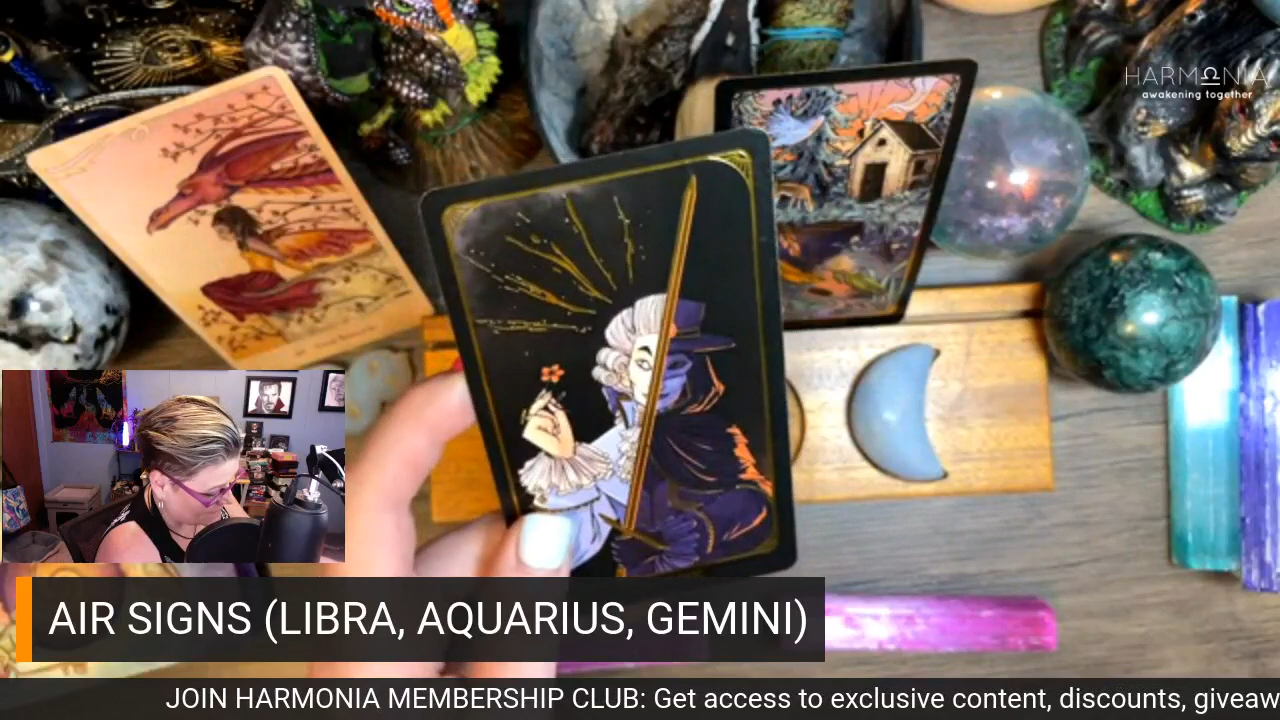 HARMONIA
awakening together
AIR SIGNS (LIBRA, AQUARIUS, GEMINI)
JOIN HARMONIA MEMBERSHIP CLUB: Get access to exclusive content, discounts, giveaw